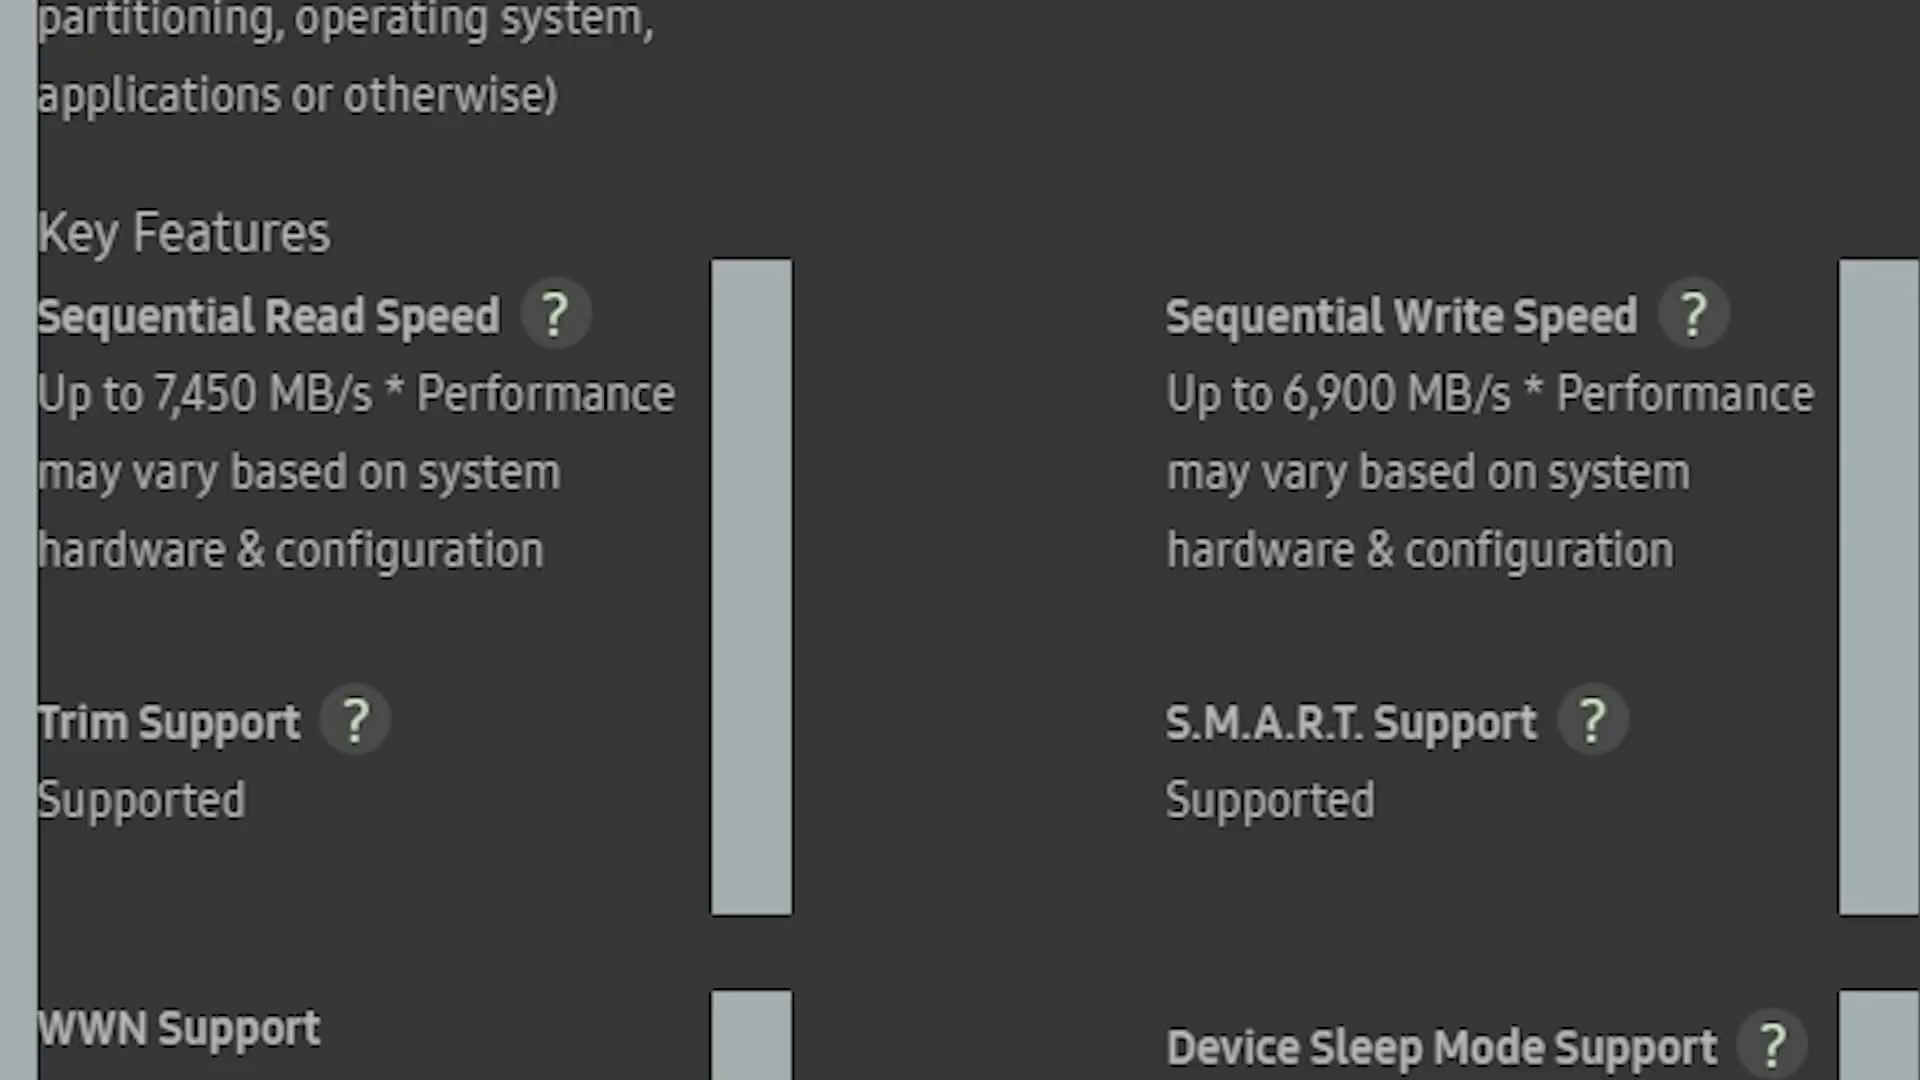 partitioning, operating system,
applications or otherwise)
Key Features
Sequential Read Speed ?
Up to 7,450 MB/s * Performance
may vary based on system
hardware & configuration
Sequential Write Speed ?
Up to 6,900 MB/s * Performance
may vary based on system
hardware & configuration
Trim Support ?
Supported
S.M.A.R.T. Support ?
Supported
WWN Support
Device Sleep Mode Support ?